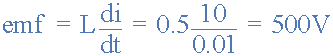 emf = L di/dt = 0.5 10/0.01 = 500V